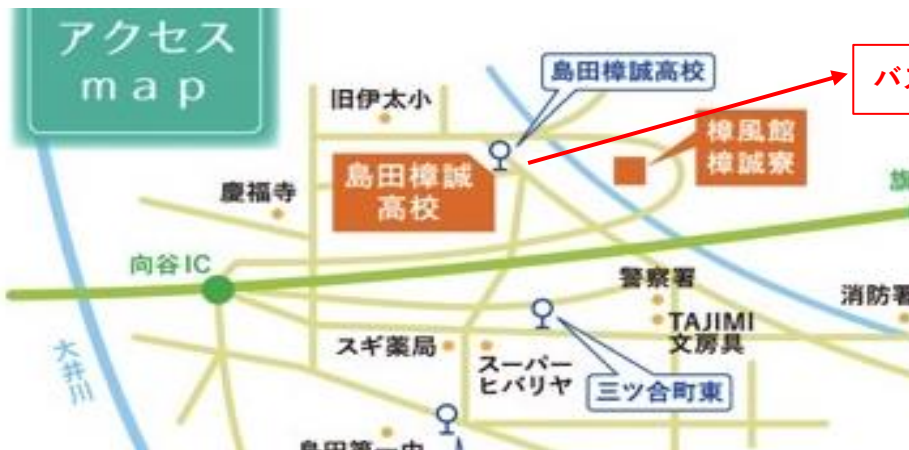 アクセス
map
島田樟誠高校
旧伊太小
樟風館
樟誠寮
島田樟誠
高校
慶福寺
向谷IC
警察署
消防署
TAJIMI
文房具
大井川
スギ薬局
スーパー
ヒバリヤ
三ツ合町東